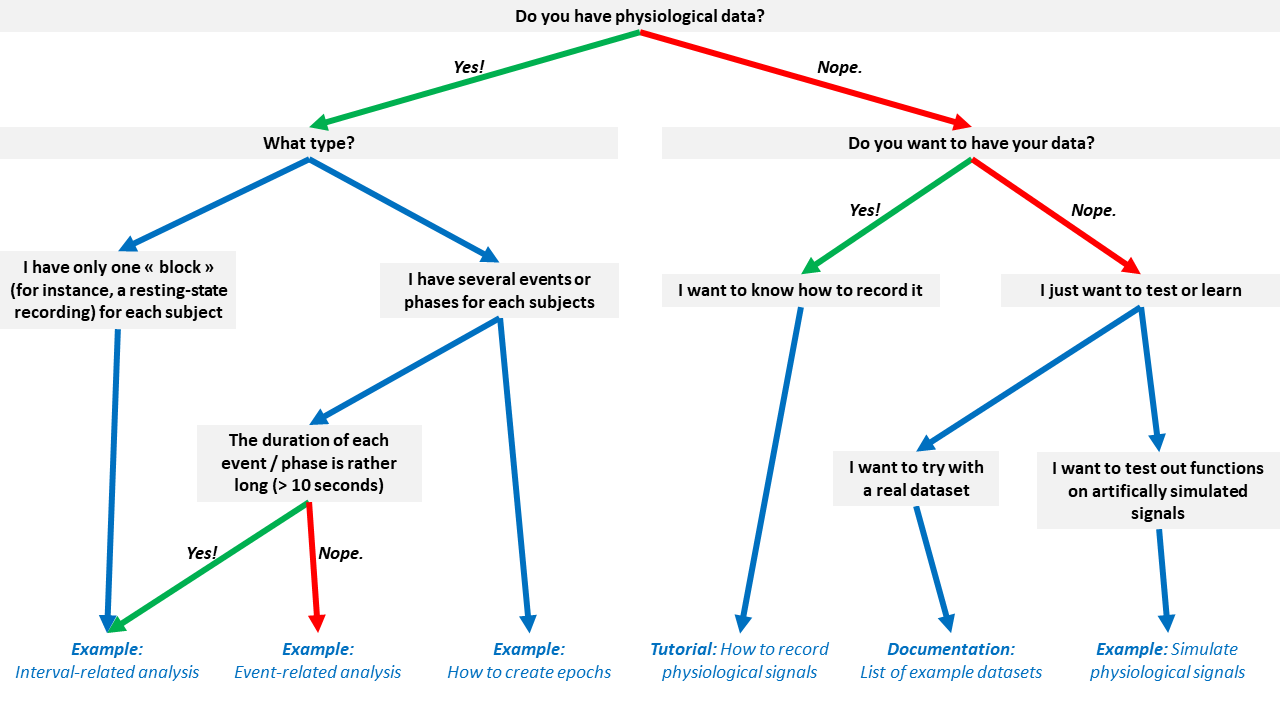 Do you have physiological data?
Yes!
Nope.
What type?
Do you want to have your data?
Yes!
Nope.
I have only one « block »
(for instance, a resting-state
recording) for each subject
I have several events or
phases for each subjects
I want to know how to record it
I just want to test or learn
The duration of each
event / phase is rather
long (> 10 seconds)
I want to try with
a real dataset
I want to test out functions
on artifically simulated
signals
Yes!
Nope.
Example:
Interval-related analysis
Example:
Event-related analysis
Example:
How to create epochs
Tutorial: How to record
physiological signals
Documentation:
List of example datasets
Example: Simulate
physiological signals